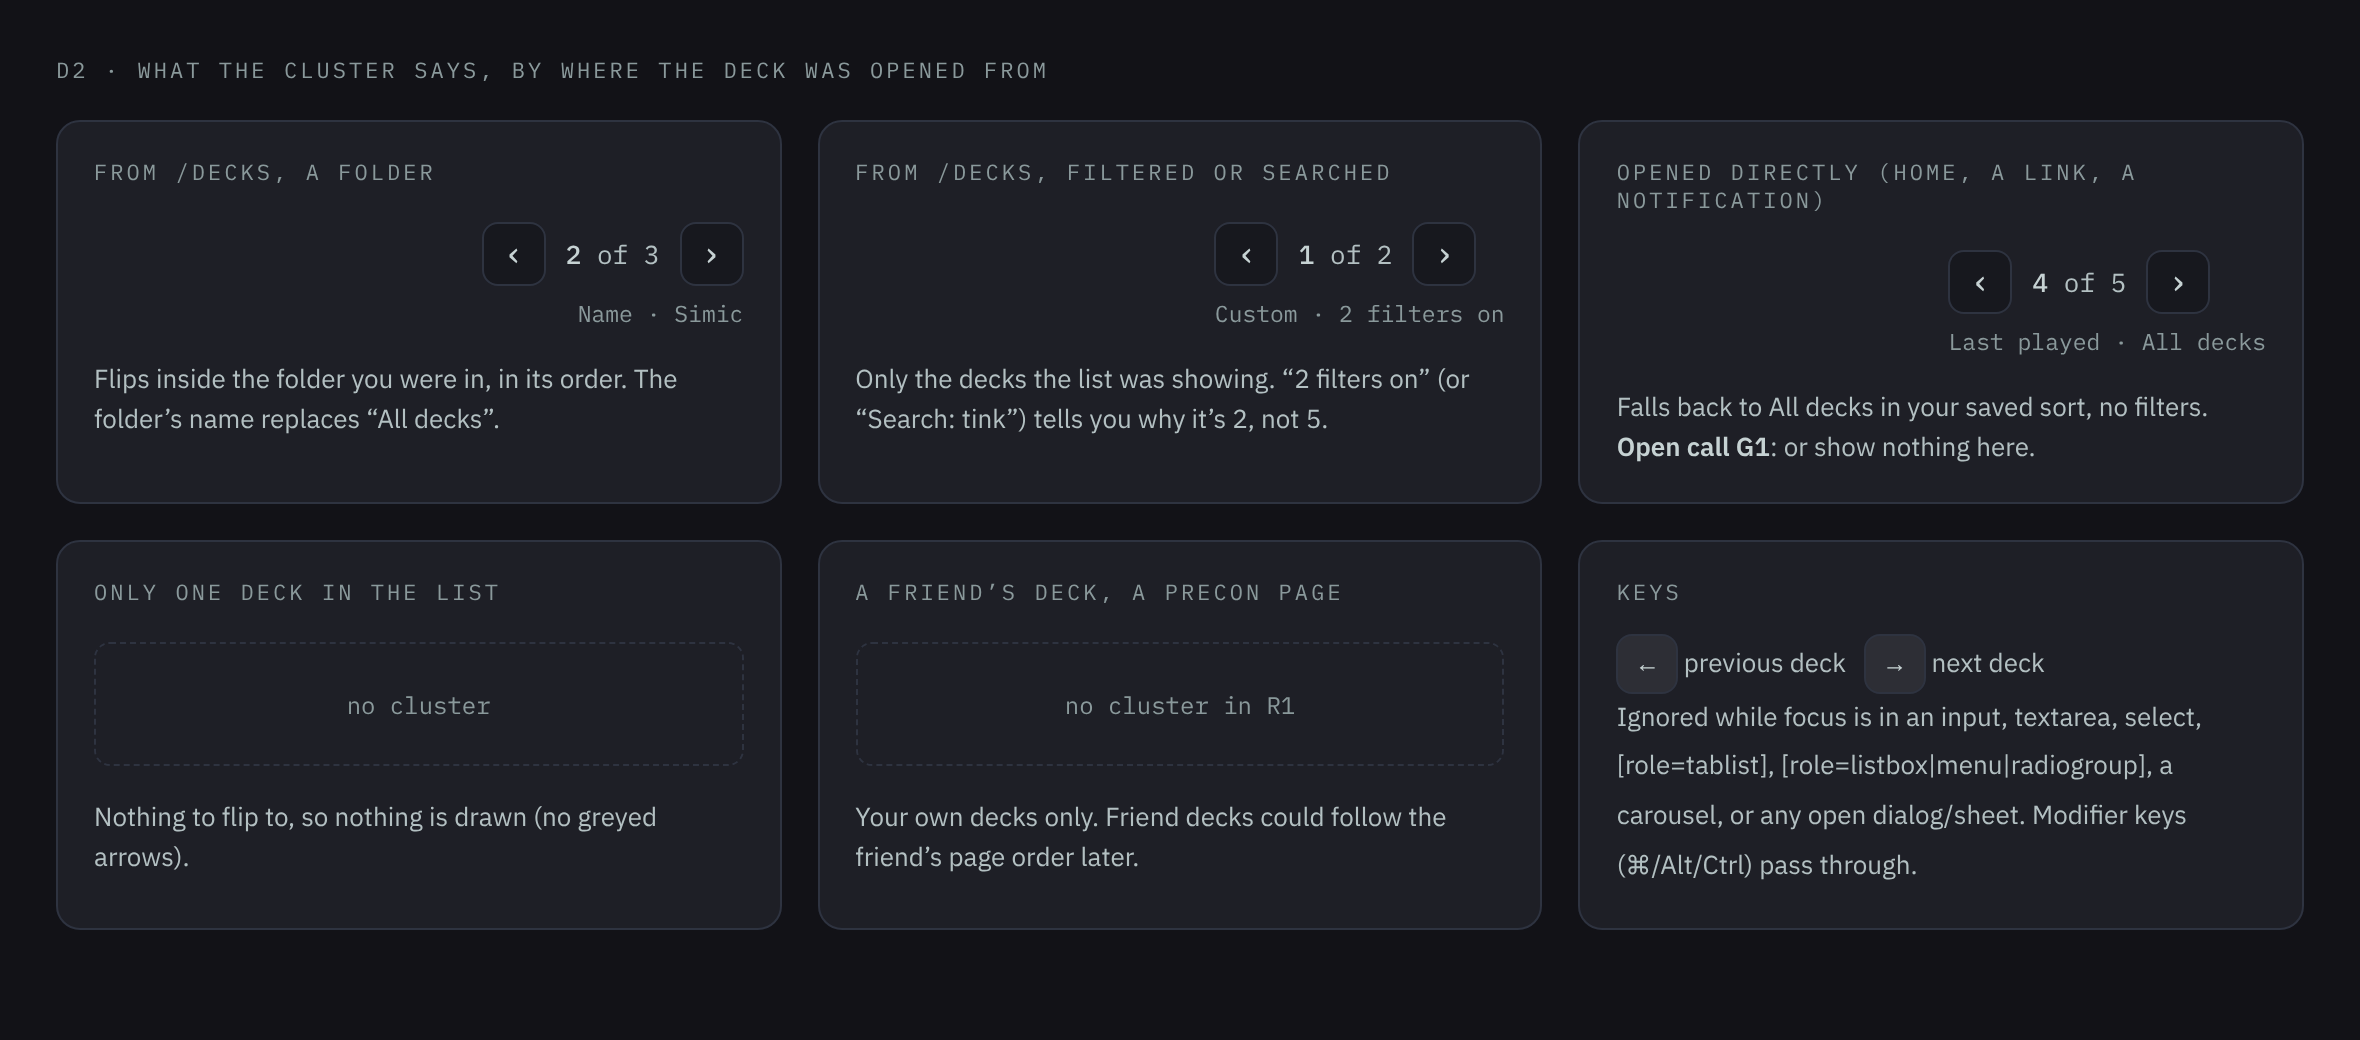 D2 · WHAT THE CLUSTER SAYS, BY WHERE THE DECK WAS OPENED FROM
FROM /DECKS, A FOLDER
‹ 2 of 3 ›
Name · Simic
Flips inside the folder you were in, in its order. The
folder’s name replaces “All decks”.
FROM /DECKS, FILTERED OR SEARCHED
‹ 1 of 2 ›
Custom · 2 filters on
Only the decks the list was showing. “2 filters on” (or
“Search: tink”) tells you why it’s 2, not 5.
OPENED DIRECTLY (HOME, A LINK, A
NOTIFICATION)
‹ 4 of 5 ›
Last played · All decks
Falls back to All decks in your saved sort, no filters.
Open call G1: or show nothing here.
ONLY ONE DECK IN THE LIST
no cluster
Nothing to flip to, so nothing is drawn (no greyed
arrows).
A FRIEND’S DECK, A PRECON PAGE
no cluster in R1
Your own decks only. Friend decks could follow the
friend’s page order later.
KEYS
← previous deck → next deck
Ignored while focus is in an input, textarea, select,
[role=tablist], [role=listbox|menu|radiogroup], a
carousel, or any open dialog/sheet. Modifier keys
(⌘/Alt/Ctrl) pass through.